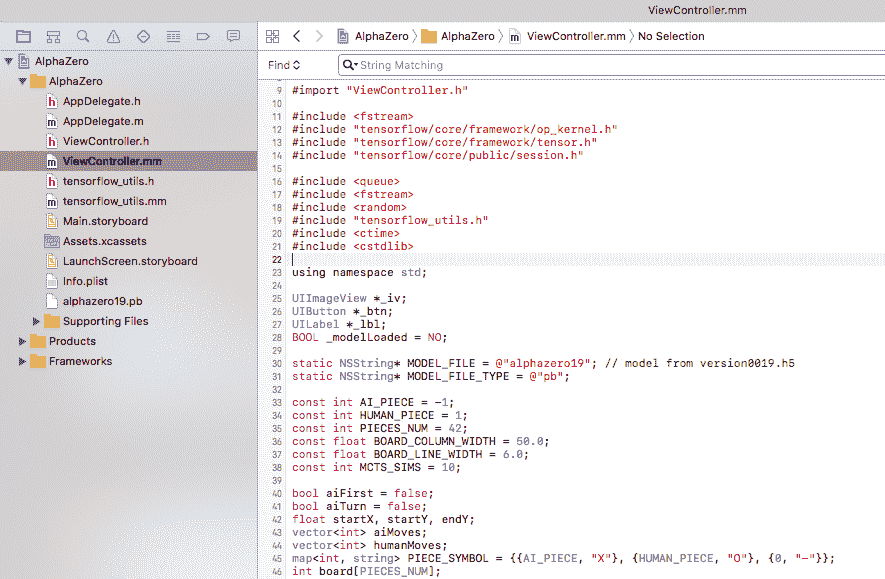 ViewController.mm
AlphaZero 〉 AlphaZero 〉 ViewController.mm 〉 No Selection
Find
String Matching
AlphaZero
AlphaZero
AppDelegate.h
AppDelegate.m
ViewController.h
ViewController.mm
tensorflow_utils.h
tensorflow_utils.mm
Main.storyboard
Assets.xcassets
LaunchScreen.storyboard
Info.plist
alphazero19.pb
Supporting Files
Products
Frameworks
9 #import "ViewController.h"
10
11 #include <fstream>
12 #include "tensorflow/core/framework/op_kernel.h"
13 #include "tensorflow/core/framework/tensor.h"
14 #include "tensorflow/core/public/session.h"
15
16 #include <queue>
17 #include <fstream>
18 #include <random>
19 #include "tensorflow_utils.h"
20 #include <ctime>
21 #include <cstdlib>
22
23 using namespace std;
24
25 UIImageView *_iv;
26 UIButton *_btn;
27 UILabel *_lbl;
28 BOOL _modelLoaded = NO;
29
30 static NSString* MODEL_FILE = @"alphazero19"; // model from version0019.h5
31 static NSString* MODEL_FILE_TYPE = @"pb";
32
33 const int AI_PIECE = -1;
34 const int HUMAN_PIECE = 1;
35 const int PIECES_NUM = 42;
36 const float BOARD_COLUMN_WIDTH = 50.0;
37 const float BOARD_LINE_WIDTH = 6.0;
38 const int MCTS_SIMS = 10;
39
40 bool aiFirst = false;
41 bool aiTurn = false;
42 float startX, startY, endY;
43 vector<int> aiMoves;
44 vector<int> humanMoves;
45 map<int, string> PIECE_SYMBOL = {{AI_PIECE, "X"}, {HUMAN_PIECE, "O"}, {0, "-"}};
46 int board[PIECES_NUM];